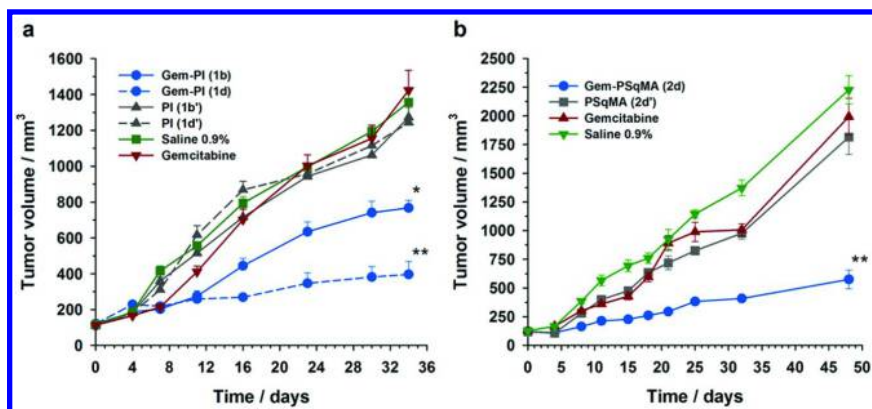 a
Tumor volume / mm³
1600
1400
1200
1000
800
600
400
200
0
Gem-PI (1b)
Gem-PI (1d)
PI (1b')
PI (1d')
Saline 0.9%
Gemcitabine
*
**
0 4 8 12 16 20 24 28 32 36
Time / days
b
Tumor volume / mm³
2500
2250
2000
1750
1500
1250
1000
750
500
250
0
Gem-PSqMA (2d)
PSqMA (2d')
Gemcitabine
Saline 0.9%
**
0 5 10 15 20 25 30 35 40 45 50
Time / days